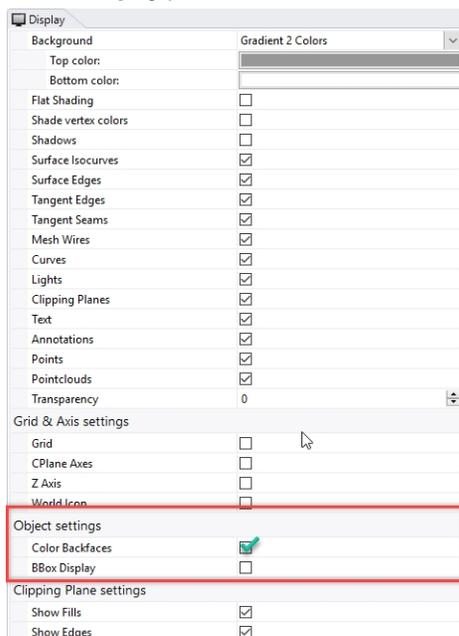 Display
Background Gradient 2 Colors
Top color:
Bottom color:
Flat Shading
Shade vertex colors
Shadows
Surface Isocurves
Surface Edges
Tangent Edges
Tangent Seams
Mesh Wires
Curves
Lights
Clipping Planes
Text
Annotations
Points
Pointclouds
Transparency 0
Grid & Axis settings
Grid
CPlane Axes
Z Axis
World Icon
Object settings
Color Backfaces
BBox Display
Clipping Plane settings
Show Fills
Show Edges